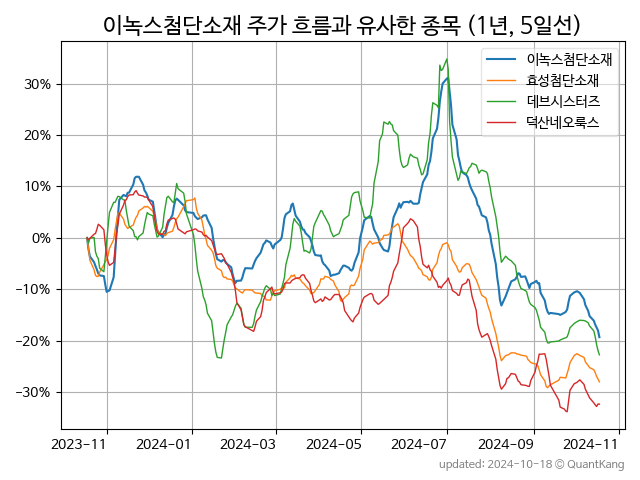 이녹스첨단소재 주가 흐름과 유사한 종목 (1년, 5일선)
이녹스첨단소재
효성첨단소재
데브시스터즈
덕산네오룩스
30%
20%
10%
0%
−10%
−20%
−30%
2023-11
2024-01
2024-03
2024-05
2024-07
2024-09
2024-11
updated: 2024-10-18 © QuantKang